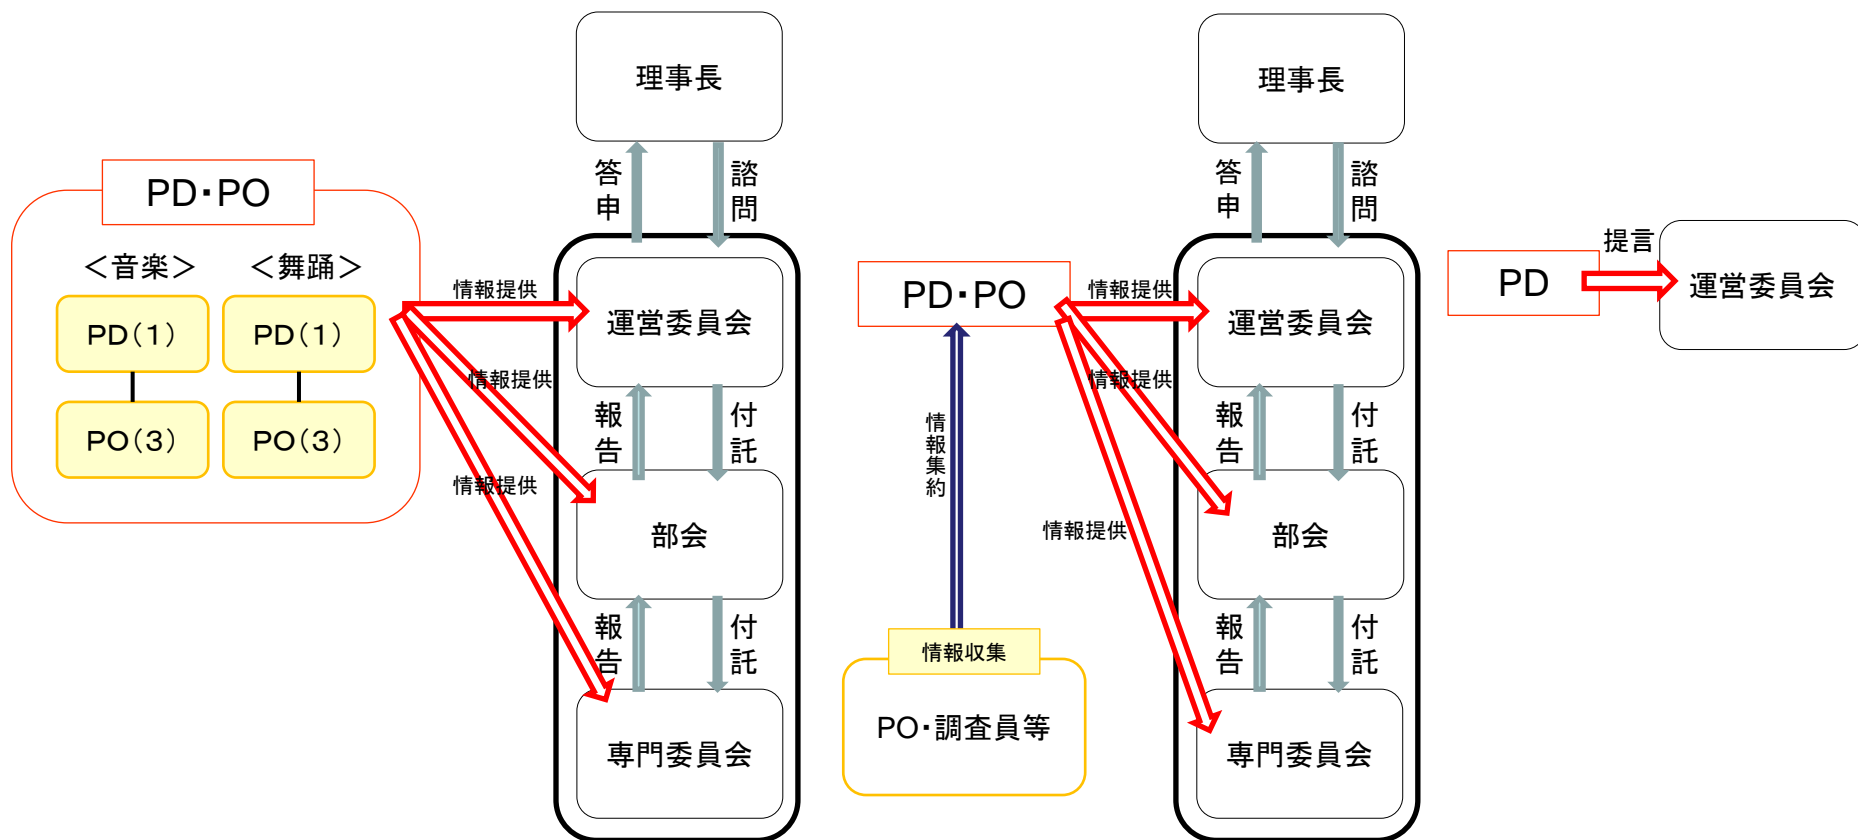 理事長
答申
諮問
PD・PO
＜音楽＞
＜舞踊＞
PD（１）
PD（１）
PO（３）
PO（３）
情報提供
情報提供
情報提供
運営委員会
報告
付託
部会
報告
付託
専門委員会
理事長
答申
諮問
PD・PO
情報集約
情報収集
PO・調査員等
情報提供
情報提供
情報提供
運営委員会
報告
付託
部会
報告
付託
専門委員会
PD
提言
運営委員会